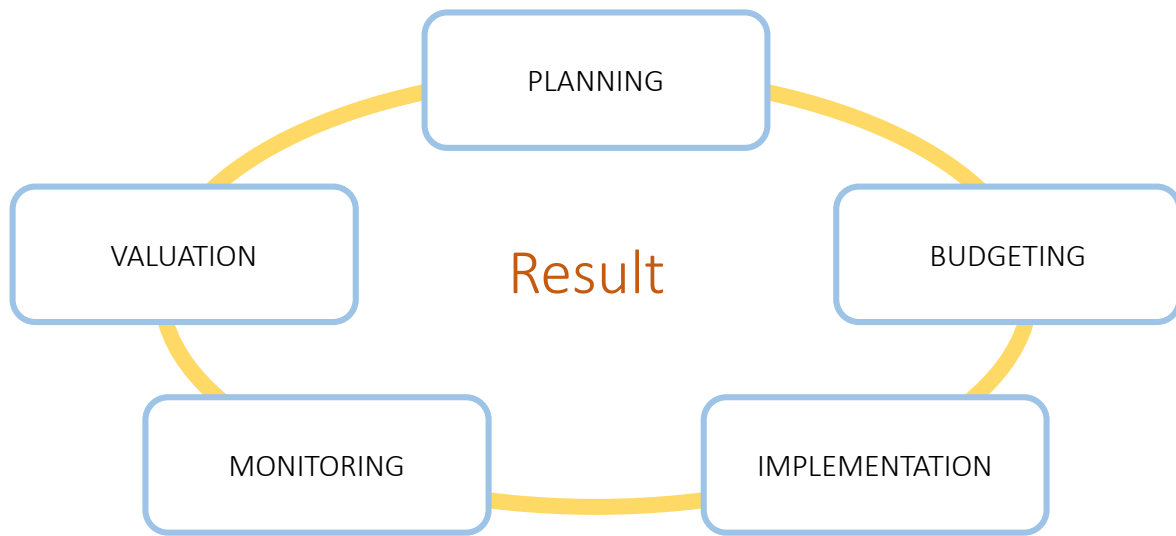 PLANNING
BUDGETING
IMPLEMENTATION
MONITORING
VALUATION
Result